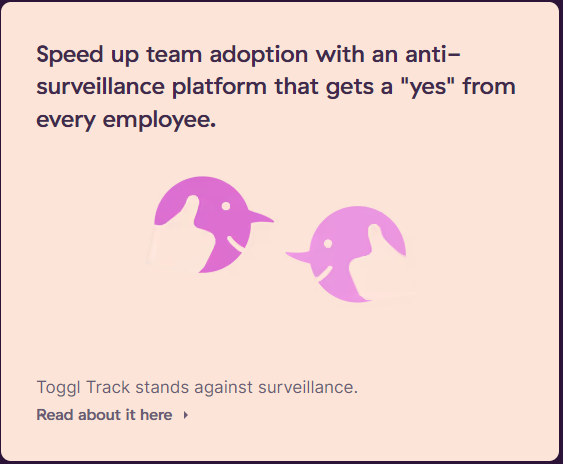 Speed up team adoption with an anti–
surveillance platform that gets a "yes" from
every employee.
Toggl Track stands against surveillance.
Read about it here